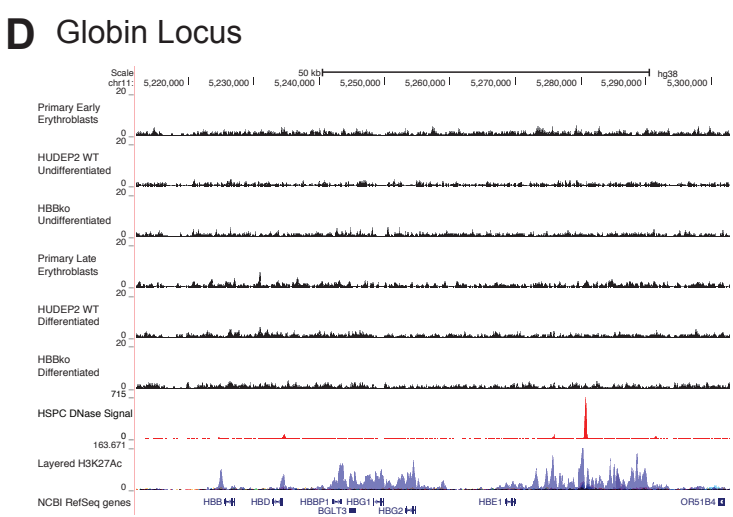 D Globin Locus
Scale 50 kb hg38
chr11: 5,220,000 5,230,000 5,240,000 5,250,000 5,260,000 5,270,000 5,280,000 5,290,000 5,300,000
20
Primary Early
Erythroblasts
0
20
HUDEP2 WT
Undifferentiated
0
20
HBBko
Undifferentiated
0
20
Primary Late
Erythroblasts
0
20
HUDEP2 WT
Differentiated
0
20
HBBko
Differentiated
0
715
HSPC DNase Signal
0
163.671
Layered H3K27Ac
0
NCBI RefSeq genes HBB HBD HBBP1 HBG1 HBE1 OR51B4
BGLT3 HBG2